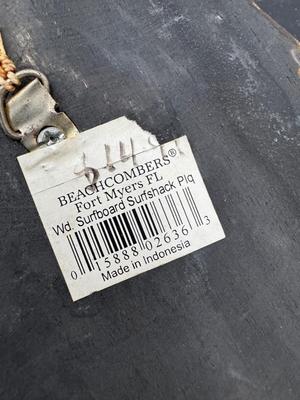 BEACHCOMBERS®
Fort Myers FL
Wd. Surfboard Surfshack Plq
0 15888 02636 3
Made in Indonesia